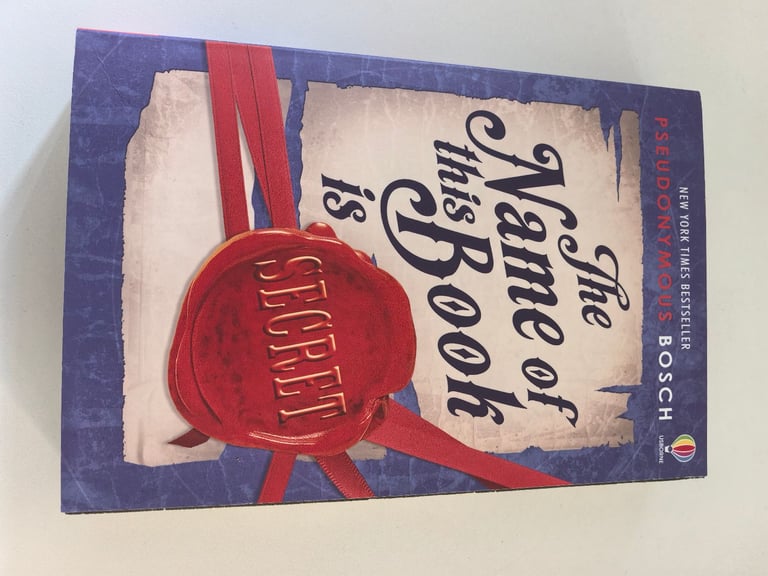 NEW YORK TIMES BESTSELLER
PSEUDONYMOUS BOSCH
USBORNE
The
Name of
this Book
is
SECRET